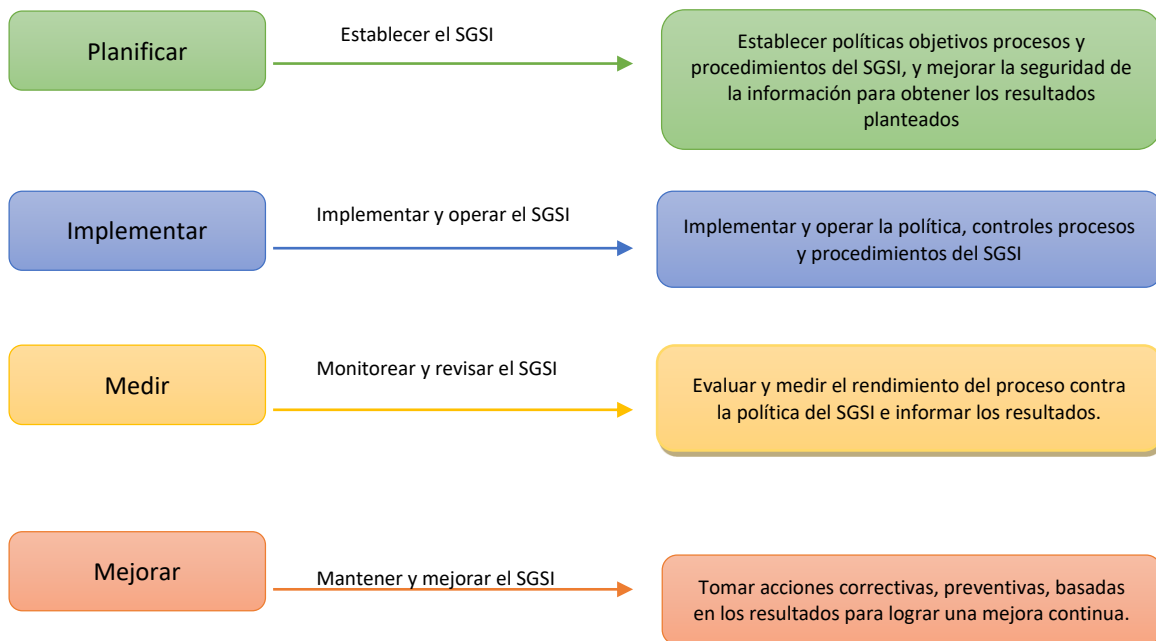 Planificar
Establecer el SGSI
Establecer políticas objetivos procesos y
procedimientos del SGSI, y mejorar la seguridad de
la información para obtener los resultados
planteados
Implementar
Implementar y operar el SGSI
Implementar y operar la política, controles procesos
y procedimientos del SGSI
Medir
Monitorear y revisar el SGSI
Evaluar y medir el rendimiento del proceso contra
la política del SGSI e informar los resultados.
Mejorar
Mantener y mejorar el SGSI
Tomar acciones correctivas, preventivas, basadas
en los resultados para lograr una mejora continua.